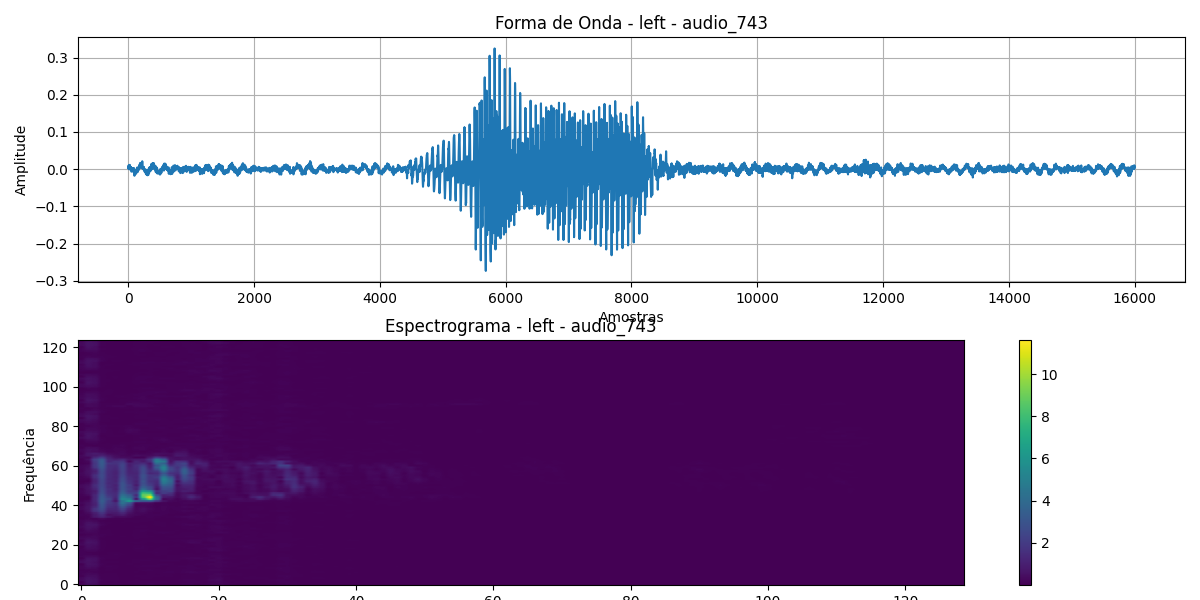 Forma de Onda - left - audio_743
Amplitude
0.3
0.2
0.1
0.0
−0.1
−0.2
−0.3
0 2000 4000 6000 8000 10000 12000 14000 16000
Amostras
Espectrograma - left - audio_743
Frequência
120
100
80
60
40
20
0
0 20 40 60 80 100 120
10
8
6
4
2